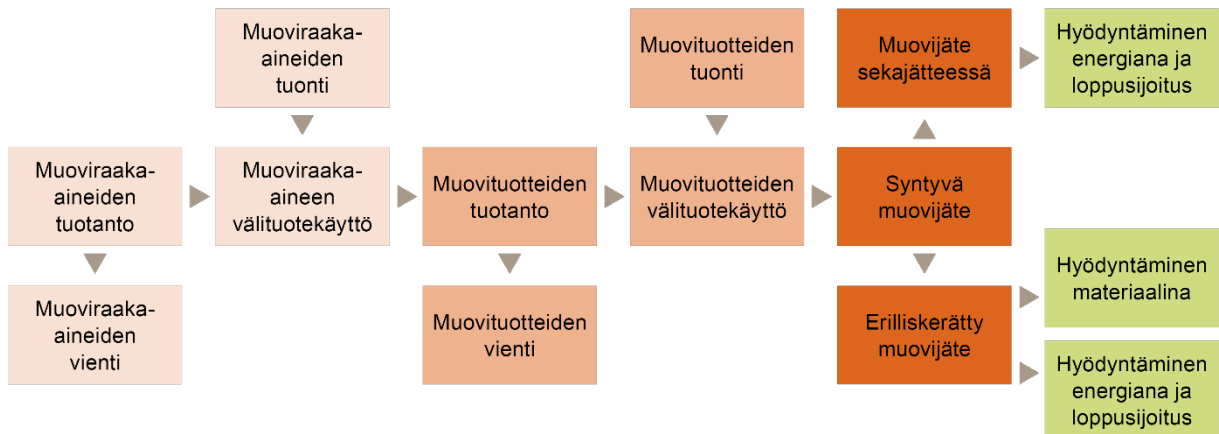 Muoviraaka-
aineiden
tuonti
Muovituotteiden
tuonti
Muovijäte
sekajätteessä
Hyödyntäminen
energiana ja
loppusijoitus
Muoviraaka-
aineiden
tuotanto
Muoviraaka-
aineen
välituotekäyttö
Muovituotteiden
tuotanto
Muovituotteiden
välituotekäyttö
Syntyvä
muovijäte
Hyödyntäminen
materiaalina
Muoviraaka-
aineiden
vienti
Muovituotteiden
vienti
Erilliskerätty
muovijäte
Hyödyntäminen
energiana ja
loppusijoitus